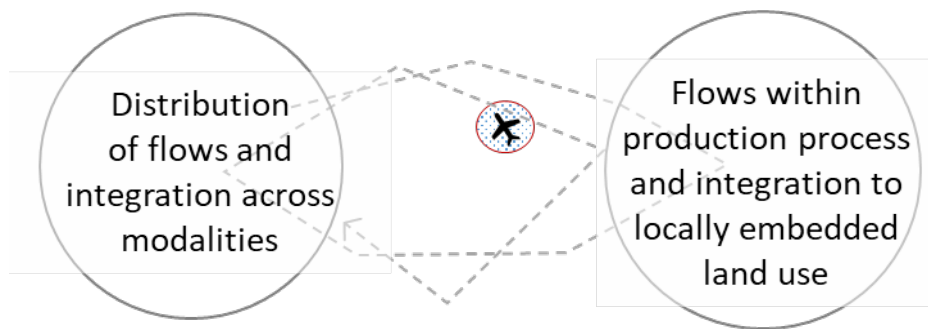 Distribution
of flows and
integration across
modalities
Flows within
production process
and integration to
locally embedded
land use